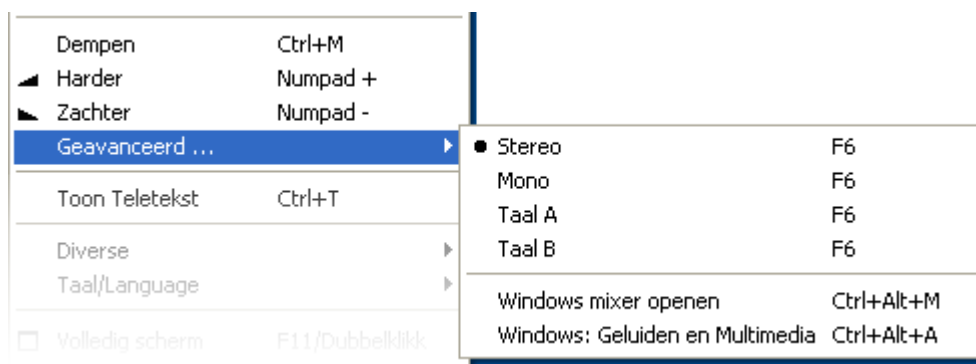 Dempen Ctrl+M
Harder Numpad +
Zachter Numpad -
Geavanceerd ...
Toon Teletekst Ctrl+T
Diverse
Taal/Language
Volledig scherm F11/Dubbelklikk
Stereo F6
Mono F6
Taal A F6
Taal B F6
Windows mixer openen Ctrl+Alt+M
Windows: Geluiden en Multimedia Ctrl+Alt+A